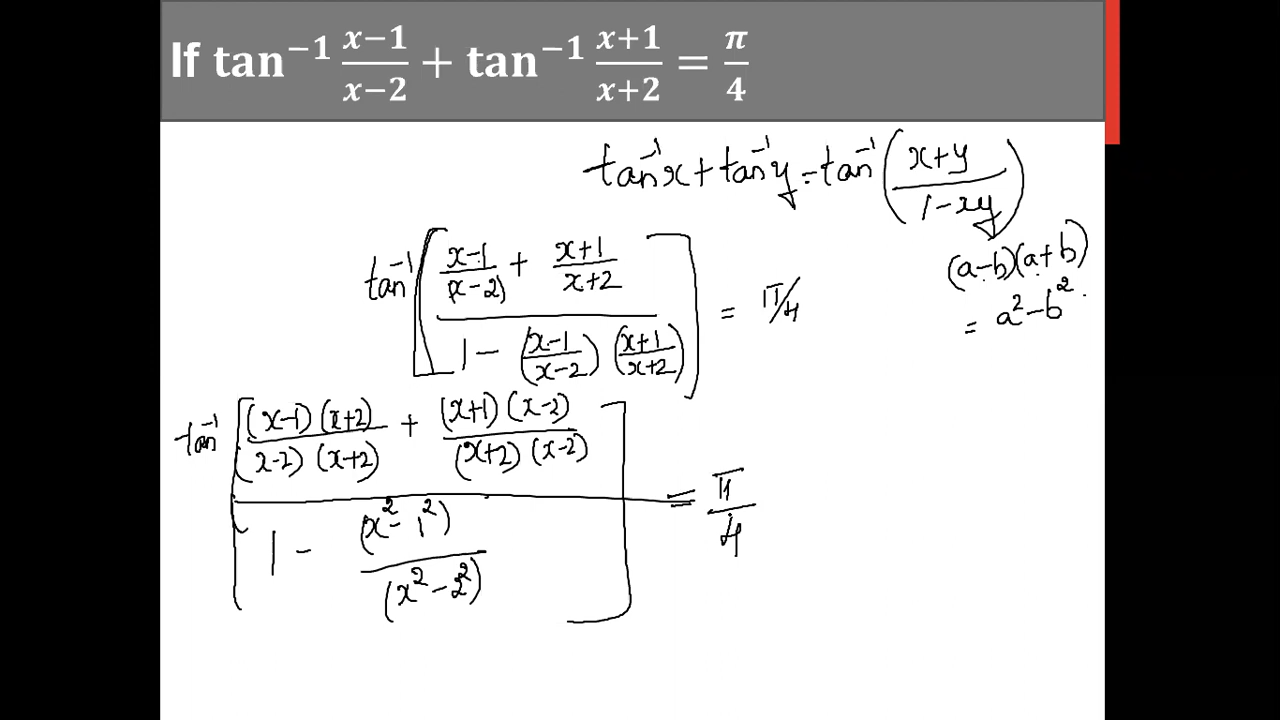 If tan⁻¹ (x−1)/(x−2) + tan⁻¹ (x+1)/(x+2) = π/4
tan⁻¹x + tan⁻¹y = tan⁻¹((x+y)/(1−xy))
(a−b)(a+b)
= a²−b²
tan⁻¹[((x−1)/(x−2) + (x+1)/(x+2))/(1−((x−1)/(x−2))((x+1)/(x+2)))] = π/4
tan⁻¹[((x−1)(x+2)/(x−2)(x+2) + (x+1)(x−2)/(x+2)(x−2))/(1−(x²−1²)/(x²−2²))] = π/4